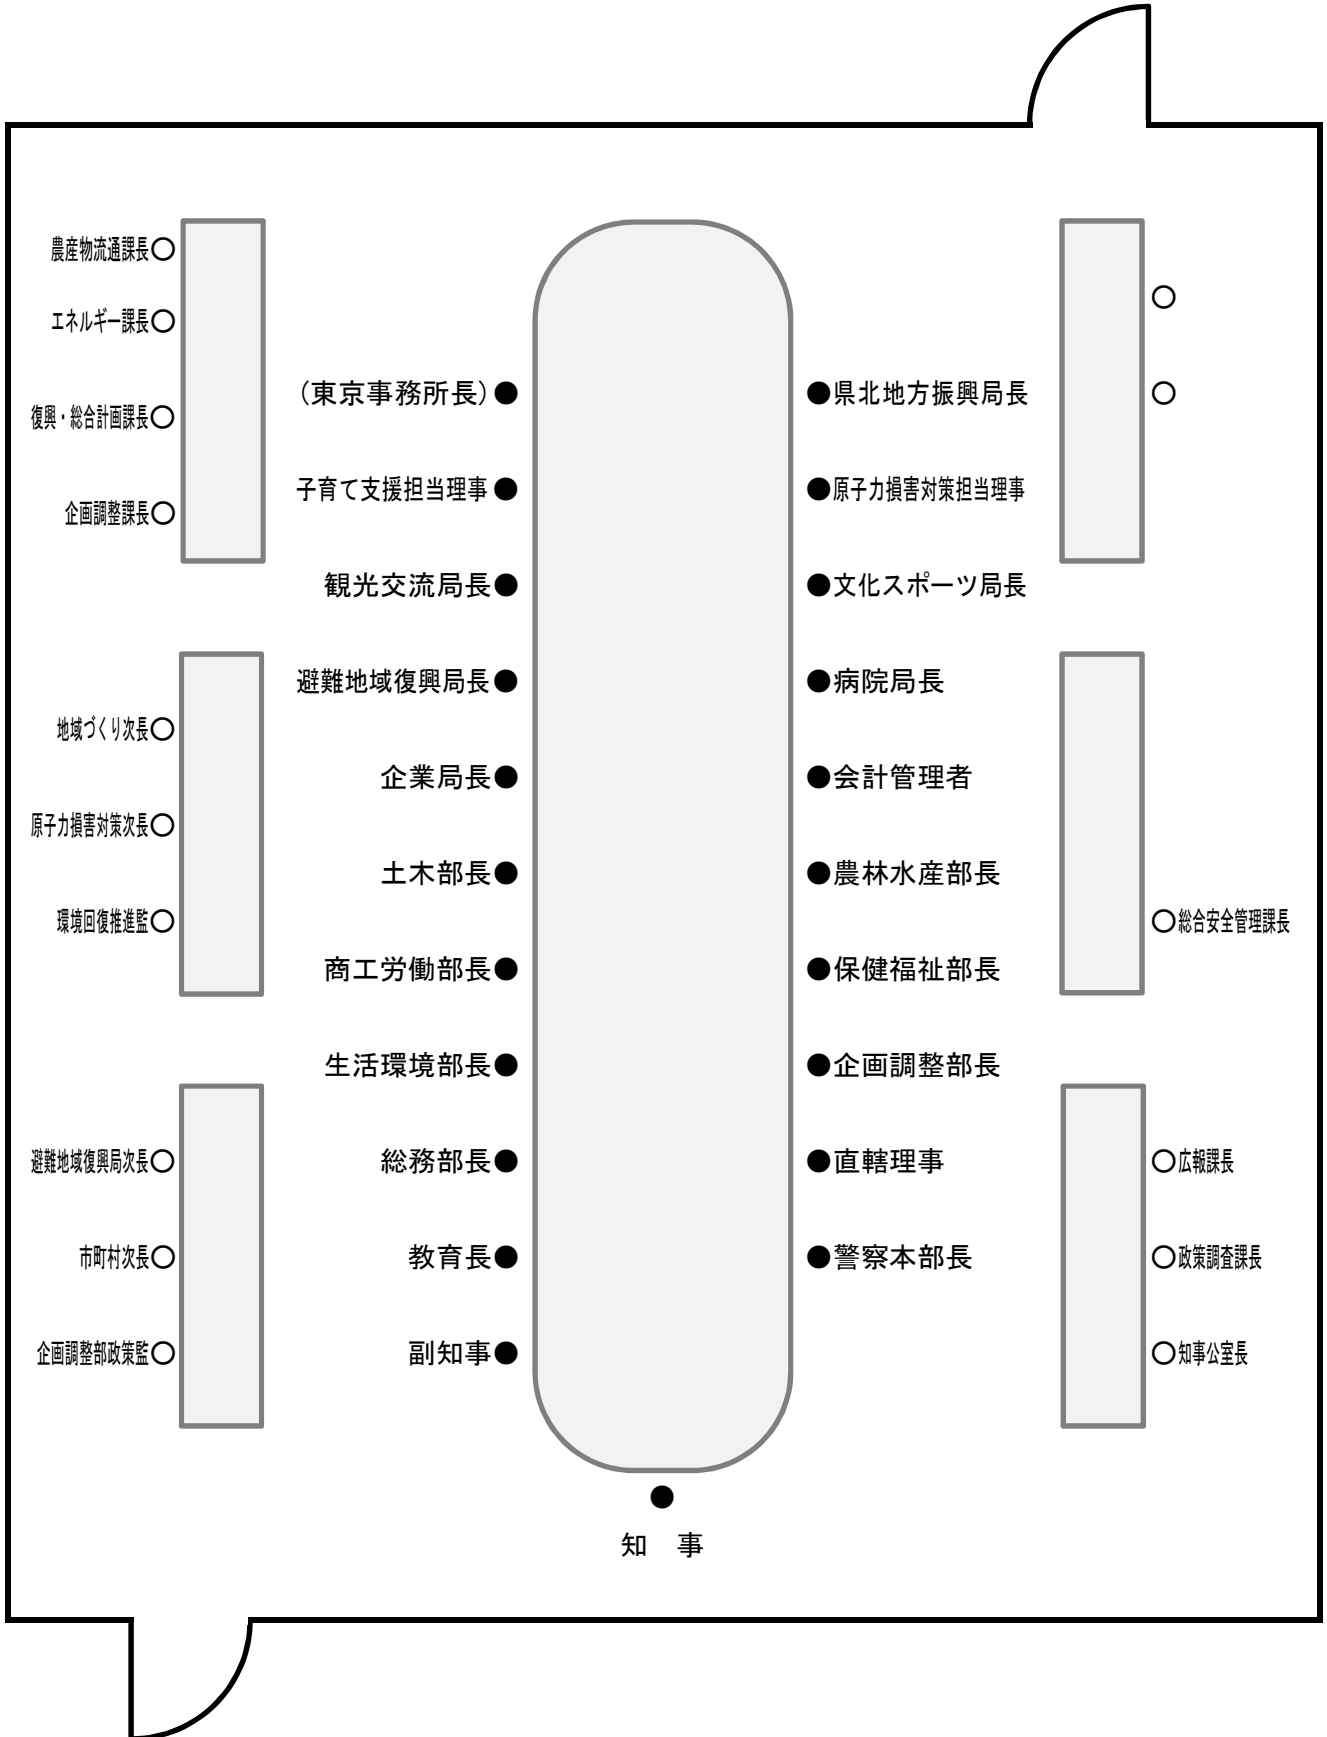 農産物流通課長○
エネルギー課長○
復興・総合計画課長○
企画調整課長○
地域づくり次長○
原子力損害対策次長○
環境回復推進監○
避難地域復興局次長○
市町村次長○
企画調整部政策監○
(東京事務所長)●
子育て支援担当理事●
観光交流局長●
避難地域復興局長●
企業局長●
土木部長●
商工労働部長●
生活環境部長●
総務部長●
教育長●
副知事●
●県北地方振興局長
●原子力損害対策担当理事
●文化スポーツ局長
●病院局長
●会計管理者
●農林水産部長
●保健福祉部長
●企画調整部長
●直轄理事
●警察本部長
○
○
○総合安全管理課長
○広報課長
○政策調査課長
○知事公室長
●
知　事